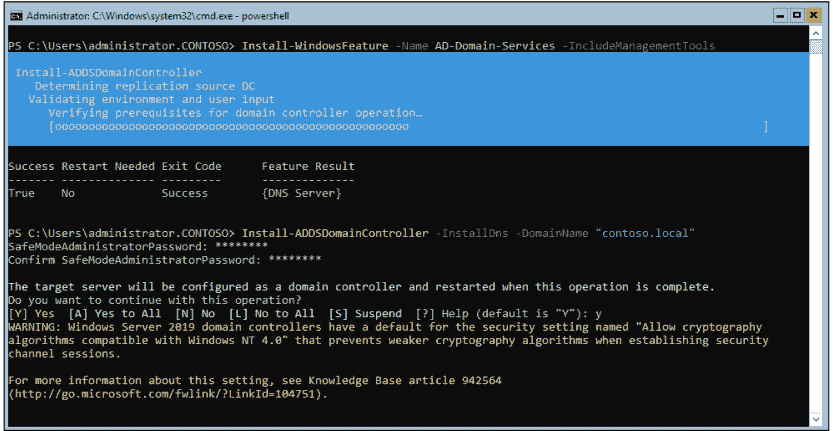 Administrator: C:\Windows\system32\cmd.exe - powershell
PS C:\Users\administrator.CONTOSO> Install-WindowsFeature -Name AD-Domain-Services -IncludeManagementTools
Install-ADDSDomainController
Determining replication source DC
Validating environment and user input
Verifying prerequisites for domain controller operation…
[ooooooooooooooooooooooooooooooooooooooooooooooooooooo ]
Success Restart Needed Exit Code Feature Result
------- -------------- --------- --------------
True No Success {DNS Server}
PS C:\Users\administrator.CONTOSO> Install-ADDSDomainController -InstallDns -DomainName "contoso.local"
SafeModeAdministratorPassword: ********
Confirm SafeModeAdministratorPassword: ********
The target server will be configured as a domain controller and restarted when this operation is complete.
Do you want to continue with this operation?
[Y] Yes [A] Yes to All [N] No [L] No to All [S] Suspend [?] Help (default is "Y"): y
WARNING: Windows Server 2019 domain controllers have a default for the security setting named "Allow cryptography
algorithms compatible with Windows NT 4.0" that prevents weaker cryptography algorithms when establishing security
channel sessions.
For more information about this setting, see Knowledge Base article 942564
(http://go.microsoft.com/fwlink/?LinkId=104751).